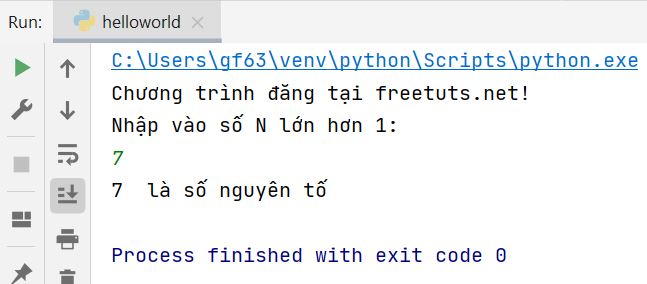 Run: helloworld
C:\Users\gf63\venv\python\Scripts\python.exe
Chương trình đăng tại freetuts.net!
Nhập vào số N lớn hơn 1:
7
7  là số nguyên tố
Process finished with exit code 0